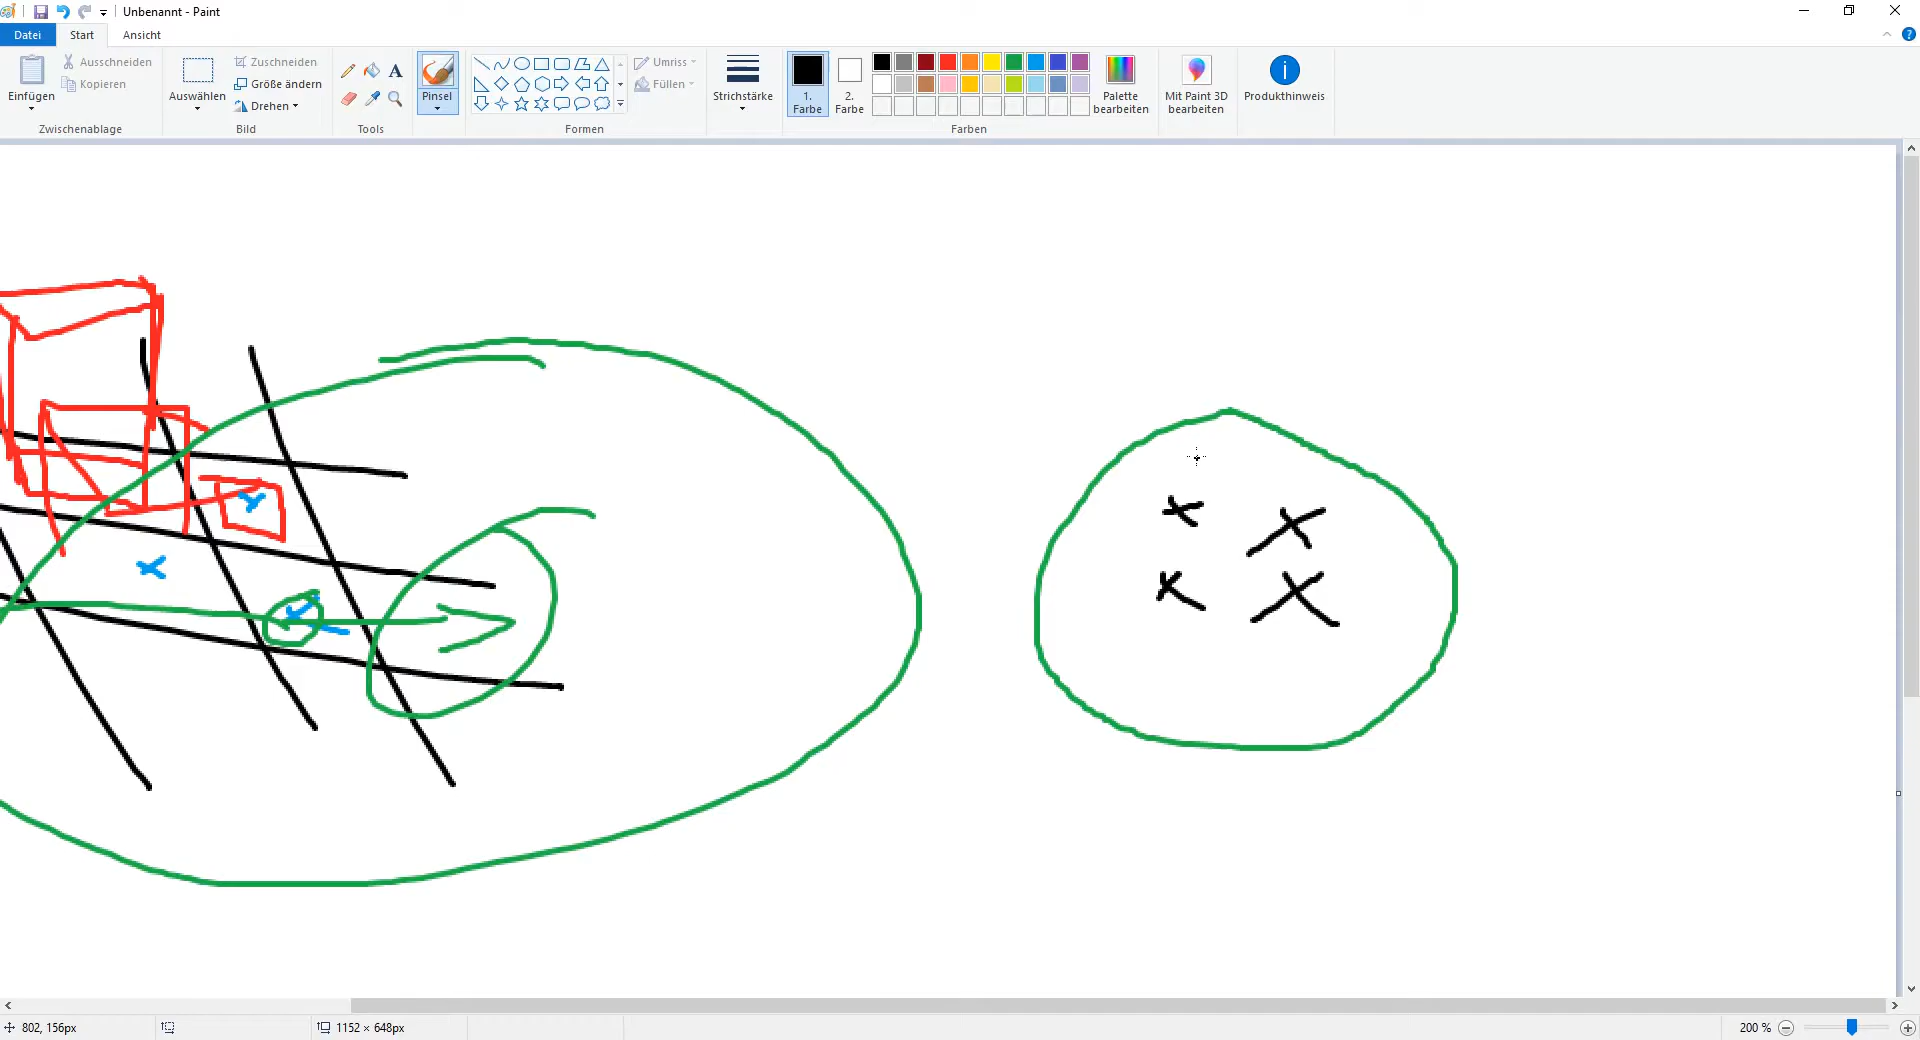 Unbenannt - Paint
Datei Start Ansicht
Einfügen
Ausschneiden
Kopieren
Zwischenablage
Auswählen
Zuschneiden
Größe ändern
Drehen
Bild
A
Tools
Pinsel
Umriss
Füllen
Formen
Strichstärke
1.
Farbe
2.
Farbe
Palette
bearbeiten
Farben
Mit Paint 3D
bearbeiten
Produkthinweis
802, 156px
1152 × 648px
200 %